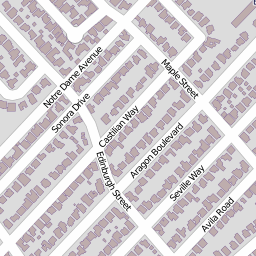 Notre Dame Avenue
Maple Street
Sonora Drive
Castilian Way
Aragon Boulevard
Edinburgh Street
Seville Way
Avila Road